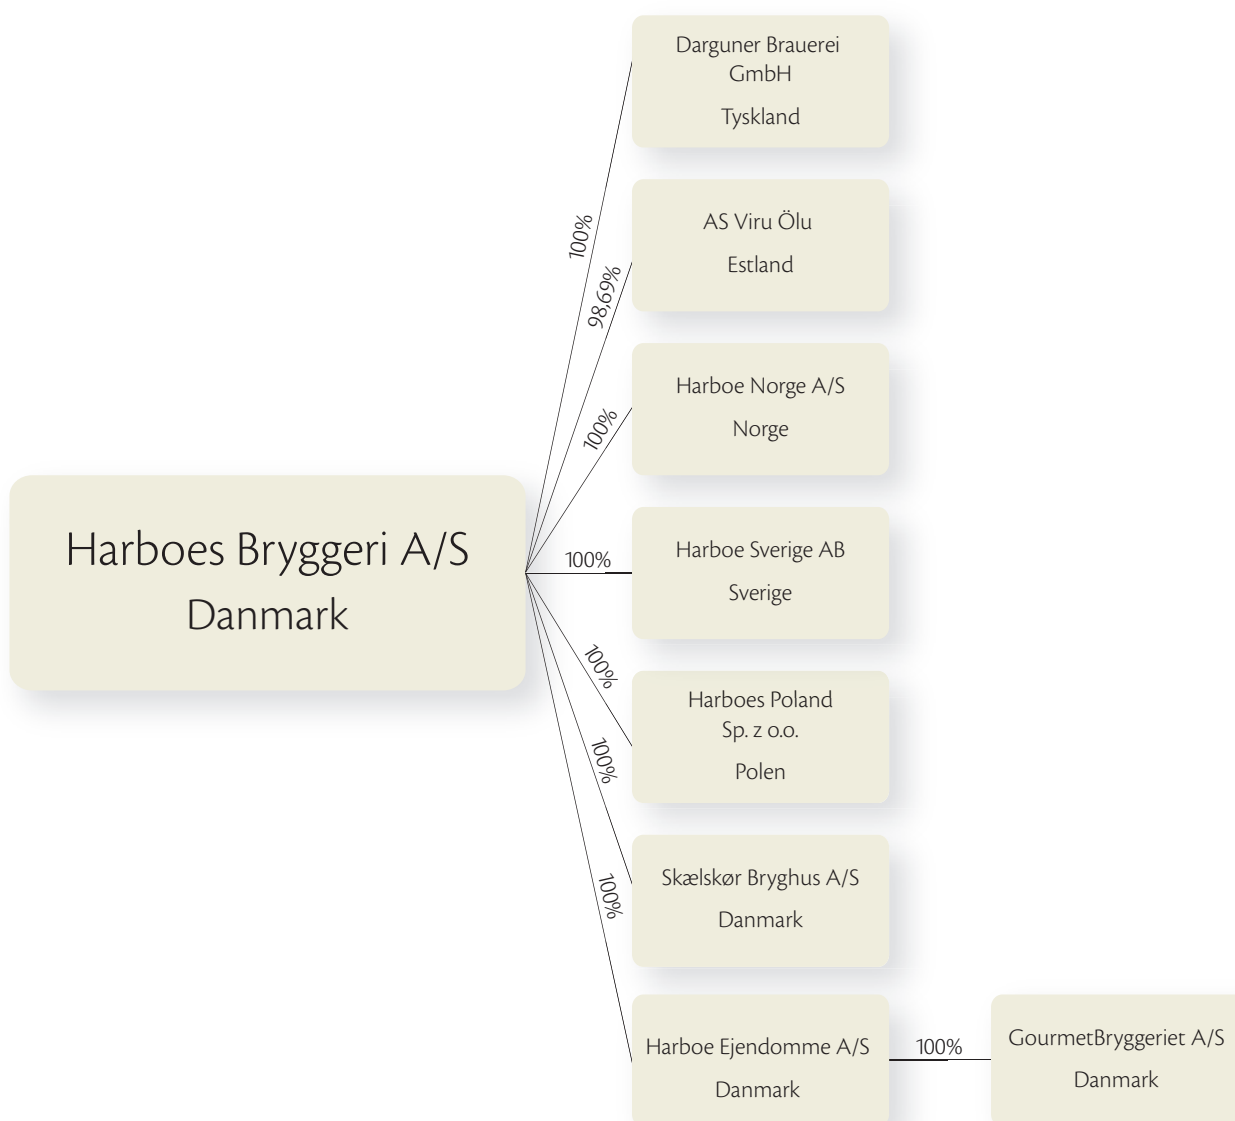 Darguner Brauerei
GmbH
Tyskland
100%
AS Viru Ölu
Estland
98,69%
Harboe Norge A/S
Norge
100%
Harboes Bryggeri A/S
Danmark
Harboe Sverige AB
Sverige
100%
Harboes Poland
Sp. z o.o.
Polen
100%
Skælskør Bryghus A/S
Danmark
100%
Harboe Ejendomme A/S
Danmark
100%
100%
GourmetBryggeriet A/S
Danmark